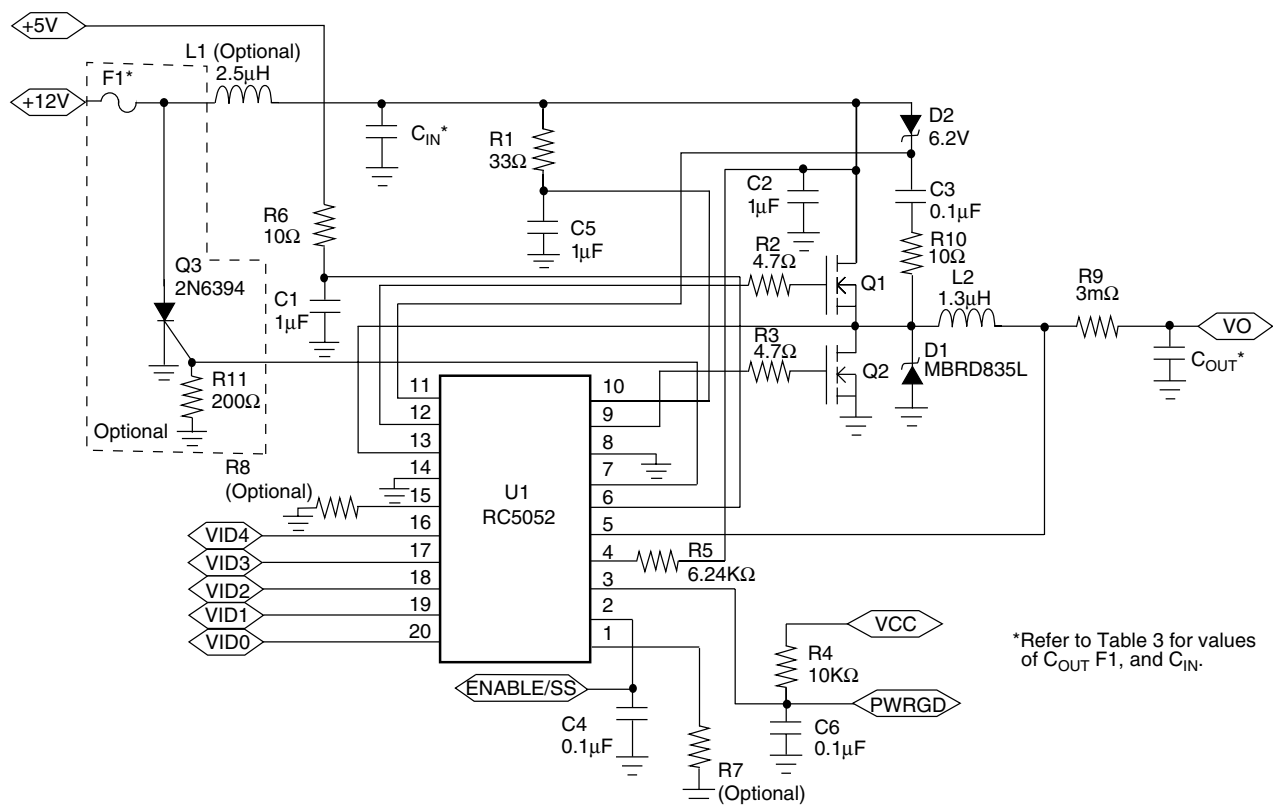 +5V
L1 (Optional)
2.5µH
F1*
+12V
D2
6.2V
CIN*
R1
33Ω
C2
1µF
C3
0.1µF
R6
10Ω
C5
1µF
R2
4.7Ω
R10
10Ω
Q3
2N6394
Q1
L2
1.3µH
R9
3mΩ
C1
1µF
VO
R3
4.7Ω
D1
MBRD835L
Q2
COUT*
R11
200Ω
Optional
11
12
13
14
15
16
17
18
19
20
10
9
8
7
6
5
4
3
2
1
U1
RC5052
R8
(Optional)
VID4
VID3
VID2
VID1
VID0
R5
6.24KΩ
VCC
R4
10KΩ
*Refer to Table 3 for values
of COUT F1, and CIN.
ENABLE/SS
PWRGD
C4
0.1µF
C6
0.1µF
R7
(Optional)